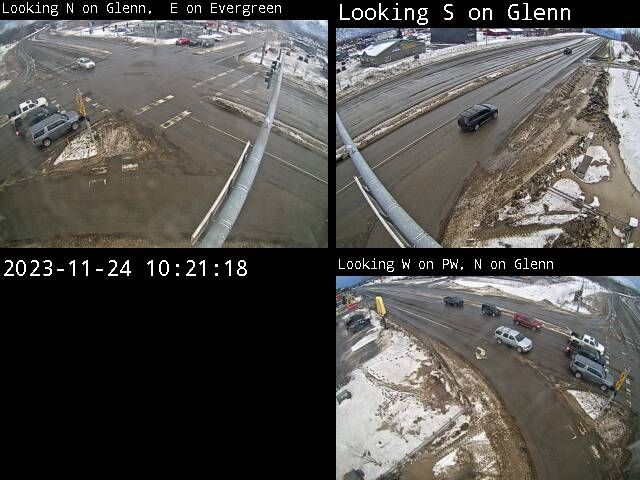 Looking N on Glenn,  E on Evergreen
Looking S on Glenn
2023-11-24 10:21:18
Looking W on PW, N on Glenn